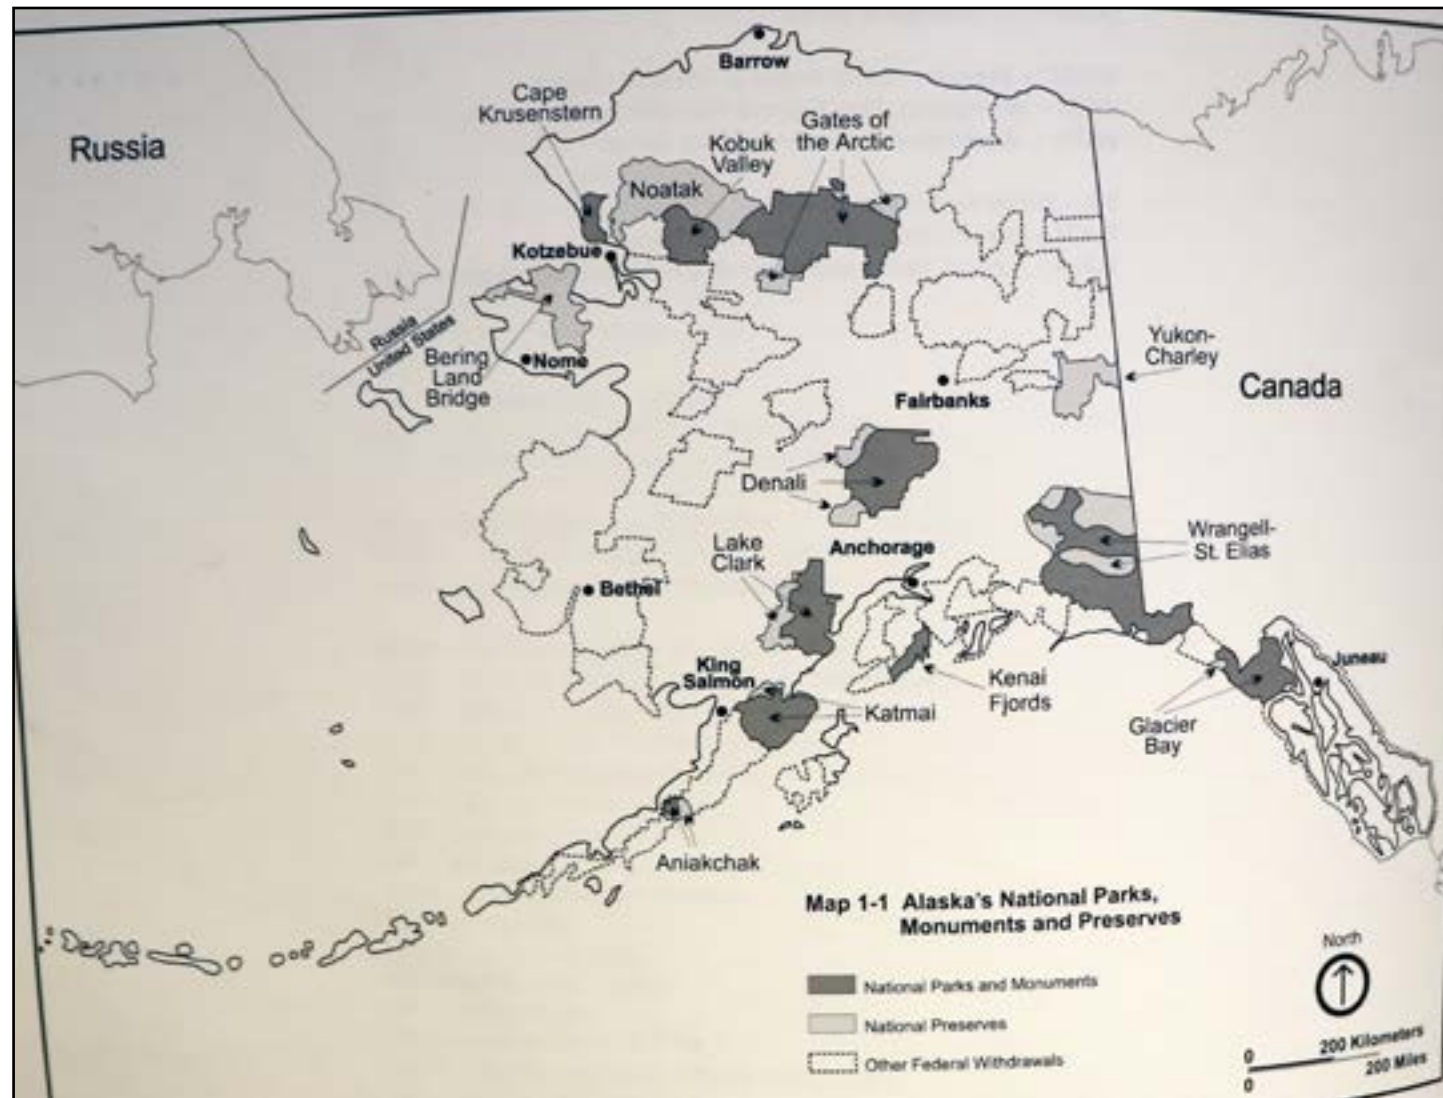 Barrow
Cape
Krusenstern
Gates of
the Arctic
Kobuk
Valley
Russia
Noatak
Kotzebue
Russia
United States
Bering
Land
Bridge
Nome
Yukon-
Charley
Fairbanks
Canada
Denali
Wrangell-
St. Elias
Lake
Clark
Anchorage
Bethel
King
Salmon
Juneau
Kenai
Fjords
Katmai
Glacier
Bay
Aniakchak
Map 1-1 Alaska's National Parks,
Monuments and Preserves
National Parks and Monuments
National Preserves
Other Federal Withdrawals
North
0 200 Kilometers
0 200 Miles